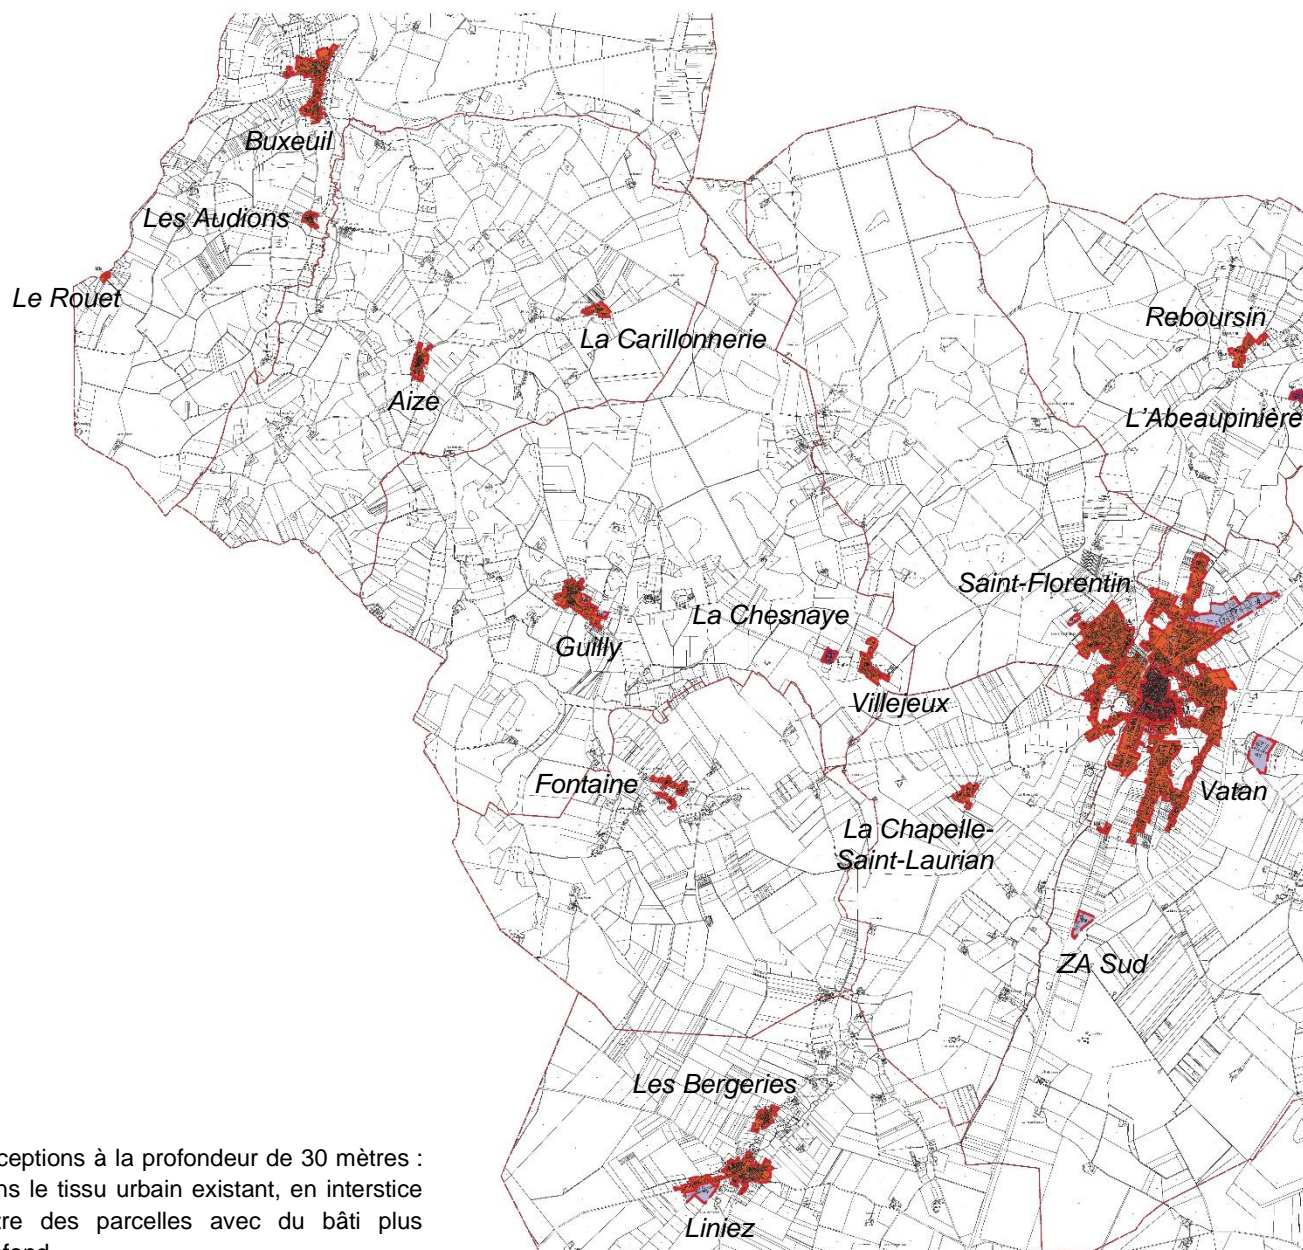 Buxeuil
Les Audions
Le Rouet
La Carillonnerie
Reboursin
Aize
L'Abeaupinière
Saint-Florentin
La Chesnaye
Guilly
Villejeux
Fontaine
Vatan
La Chapelle-
Saint-Laurian
ZA Sud
Les Bergeries
ceptions à la profondeur de 30 mètres :
ns le tissu urbain existant, en interstice
tre des parcelles avec du bâti plus
Liniez